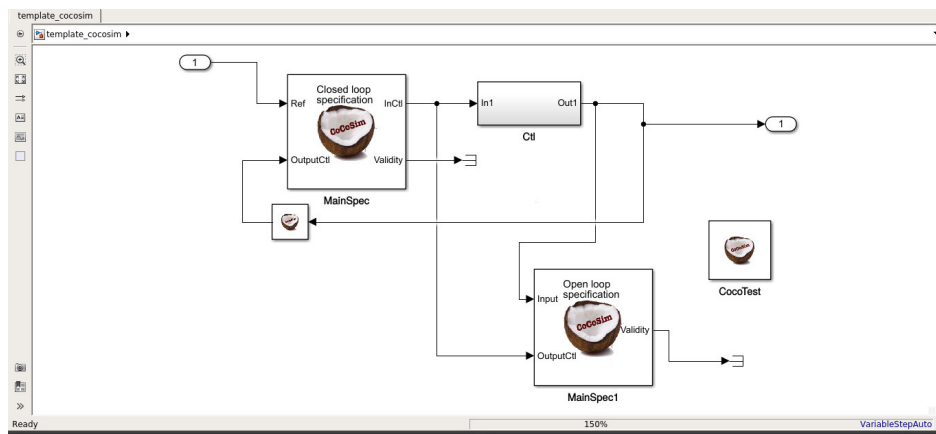 template_cocosim
template_cocosim
1
Closed loop
specification
Ref
InCtl
CoCoSim
OutputCtl
Validity
MainSpec
In1
Out1
Ctl
1
CocoTest
Open loop
specification
Input
CoCoSim
Validity
OutputCtl
MainSpec1
Ready
150%
VariableStepAuto